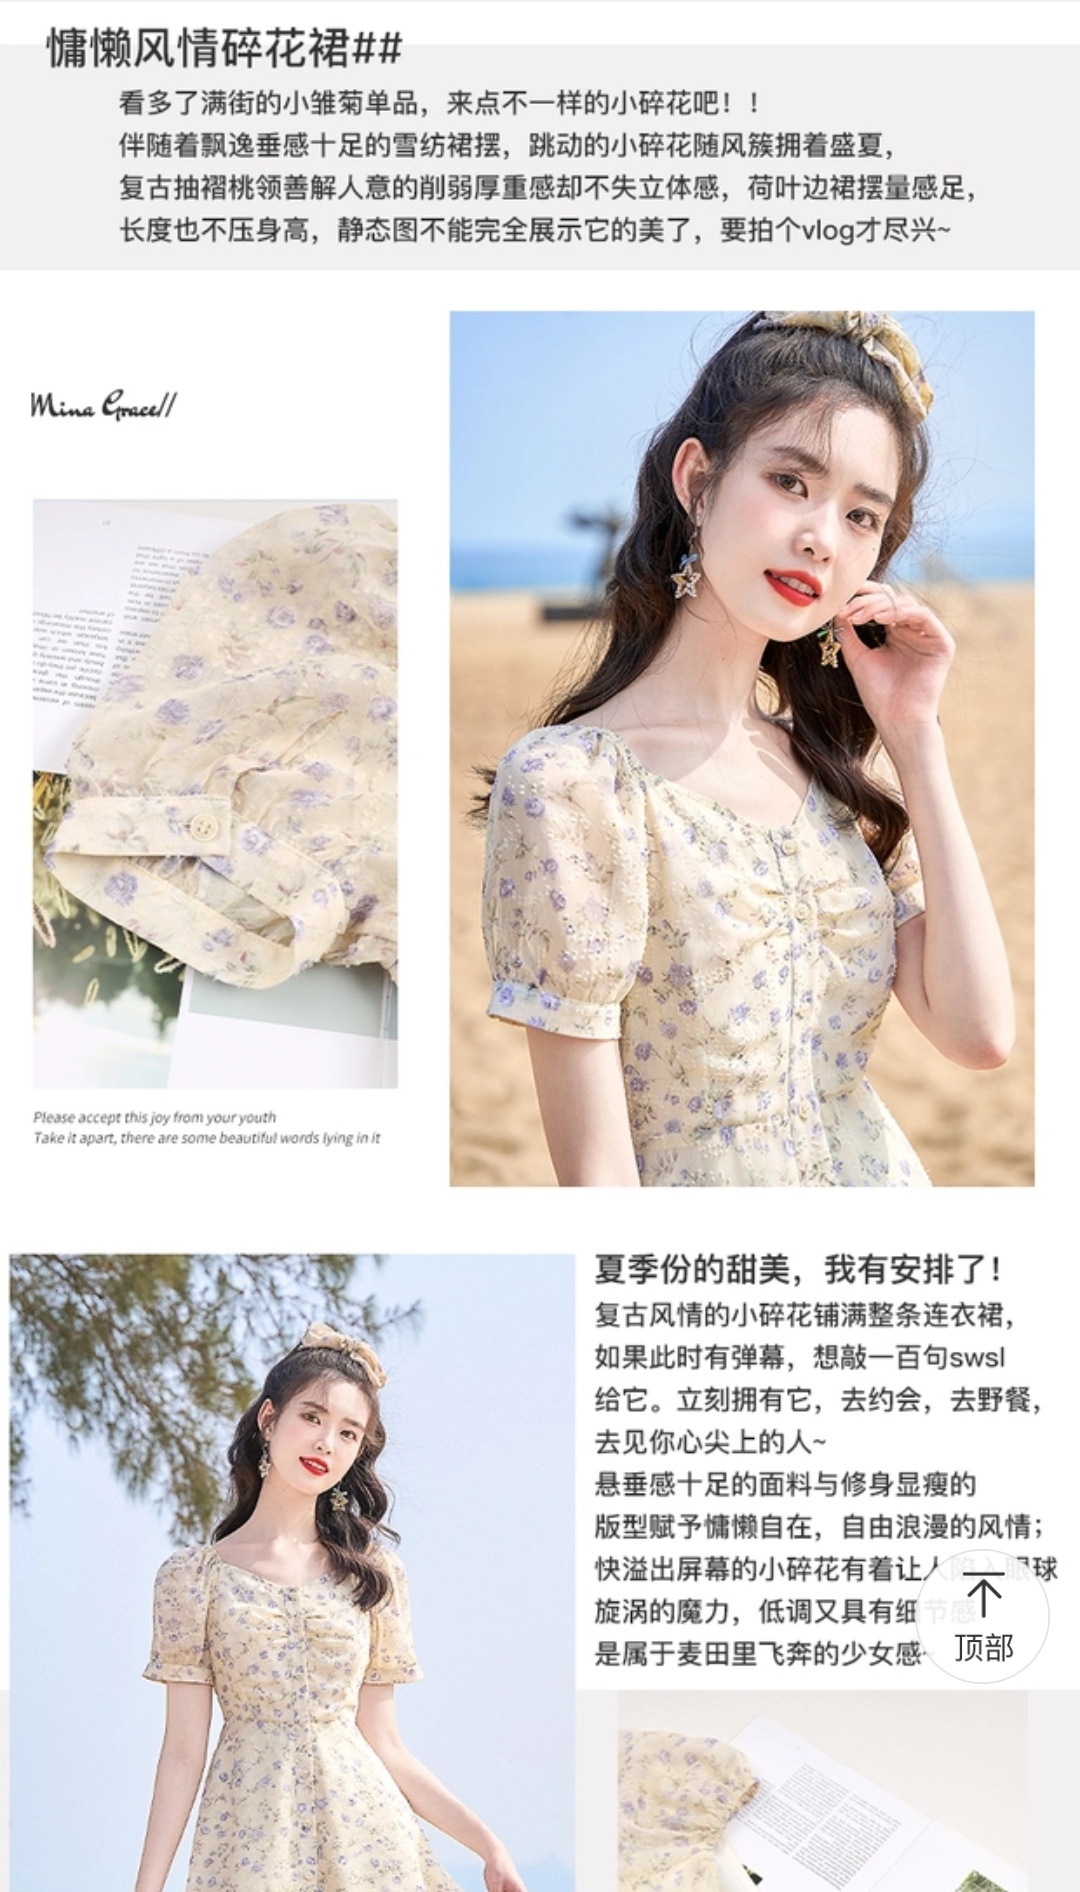 慵懒风情碎花裙##
看多了满街的小雏菊单品，来点不一样的小碎花吧！！
伴随着飘逸垂感十足的雪纺裙摆，跳动的小碎花随风簇拥着盛夏，
复古抽褶桃领善解人意的削弱厚重感却不失立体感，荷叶边裙摆量感足，
长度也不压身高，静态图不能完全展示它的美了，要拍个vlog才尽兴~
Mina Grace//
Please accept this joy from your youth
Take it apart, there are some beautiful words lying in it
夏季份的甜美，我有安排了！
复古风情的小碎花铺满整条连衣裙，
如果此时有弹幕，想敲一百句swsl
给它。立刻拥有它，去约会，去野餐，
去见你心尖上的人~
悬垂感十足的面料与修身显瘦的
版型赋予慵懒自在，自由浪漫的风情；
快溢出屏幕的小碎花有着让人陷入眼球
旋涡的魔力，低调又具有细节感
是属于麦田里飞奔的少女感~
顶部